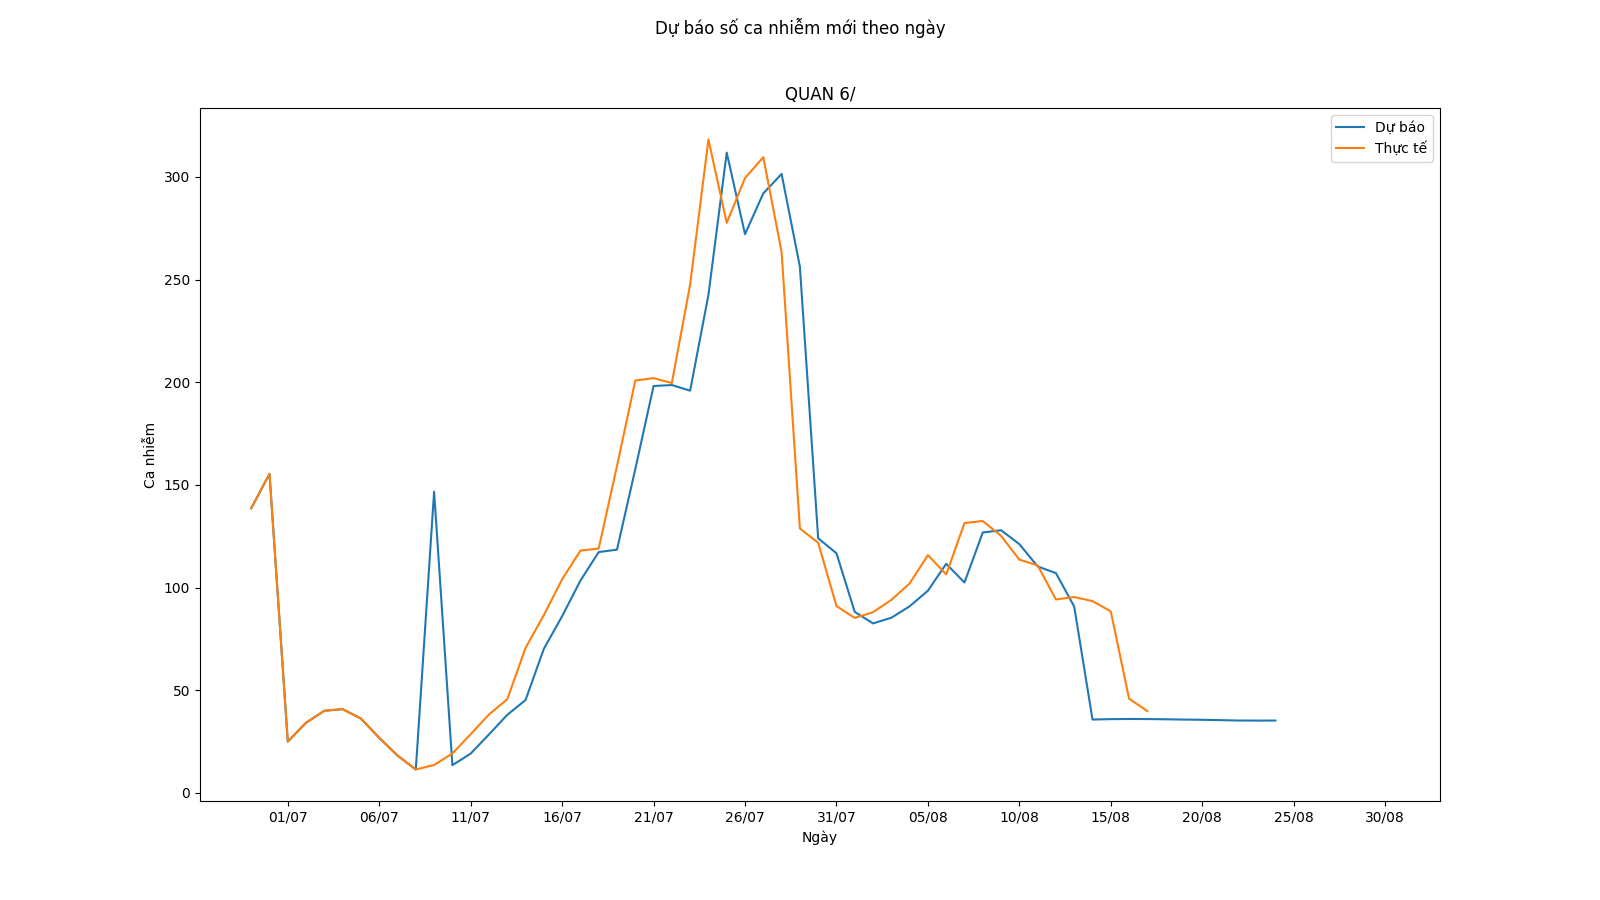 Dự báo số ca nhiễm mới theo ngày
QUAN 6/
Dự báo
Thực tế
300
250
200
150
100
50
0
Ca nhiễm
01/07 06/07 11/07 16/07 21/07 26/07 31/07 05/08 10/08 15/08 20/08 25/08 30/08
Ngày